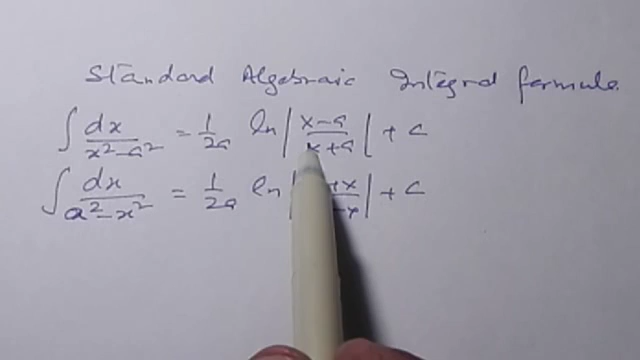 Standard Algebraic Integral formula.
∫ dx/(x²-a²) = 1/2a ln |(x-a)/(x+a)| + c
∫ dx/(a²-x²) = 1/2a ln | +x/-x | + c